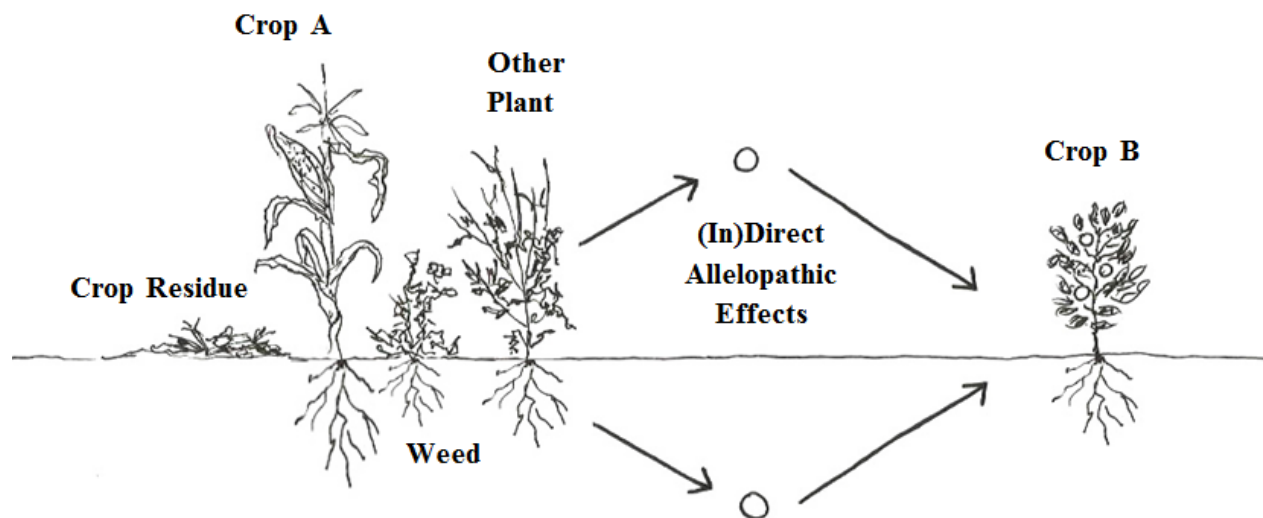 Crop A
Other
Plant
Crop B
(In)Direct
Allelopathic
Effects
Crop Residue
Weed